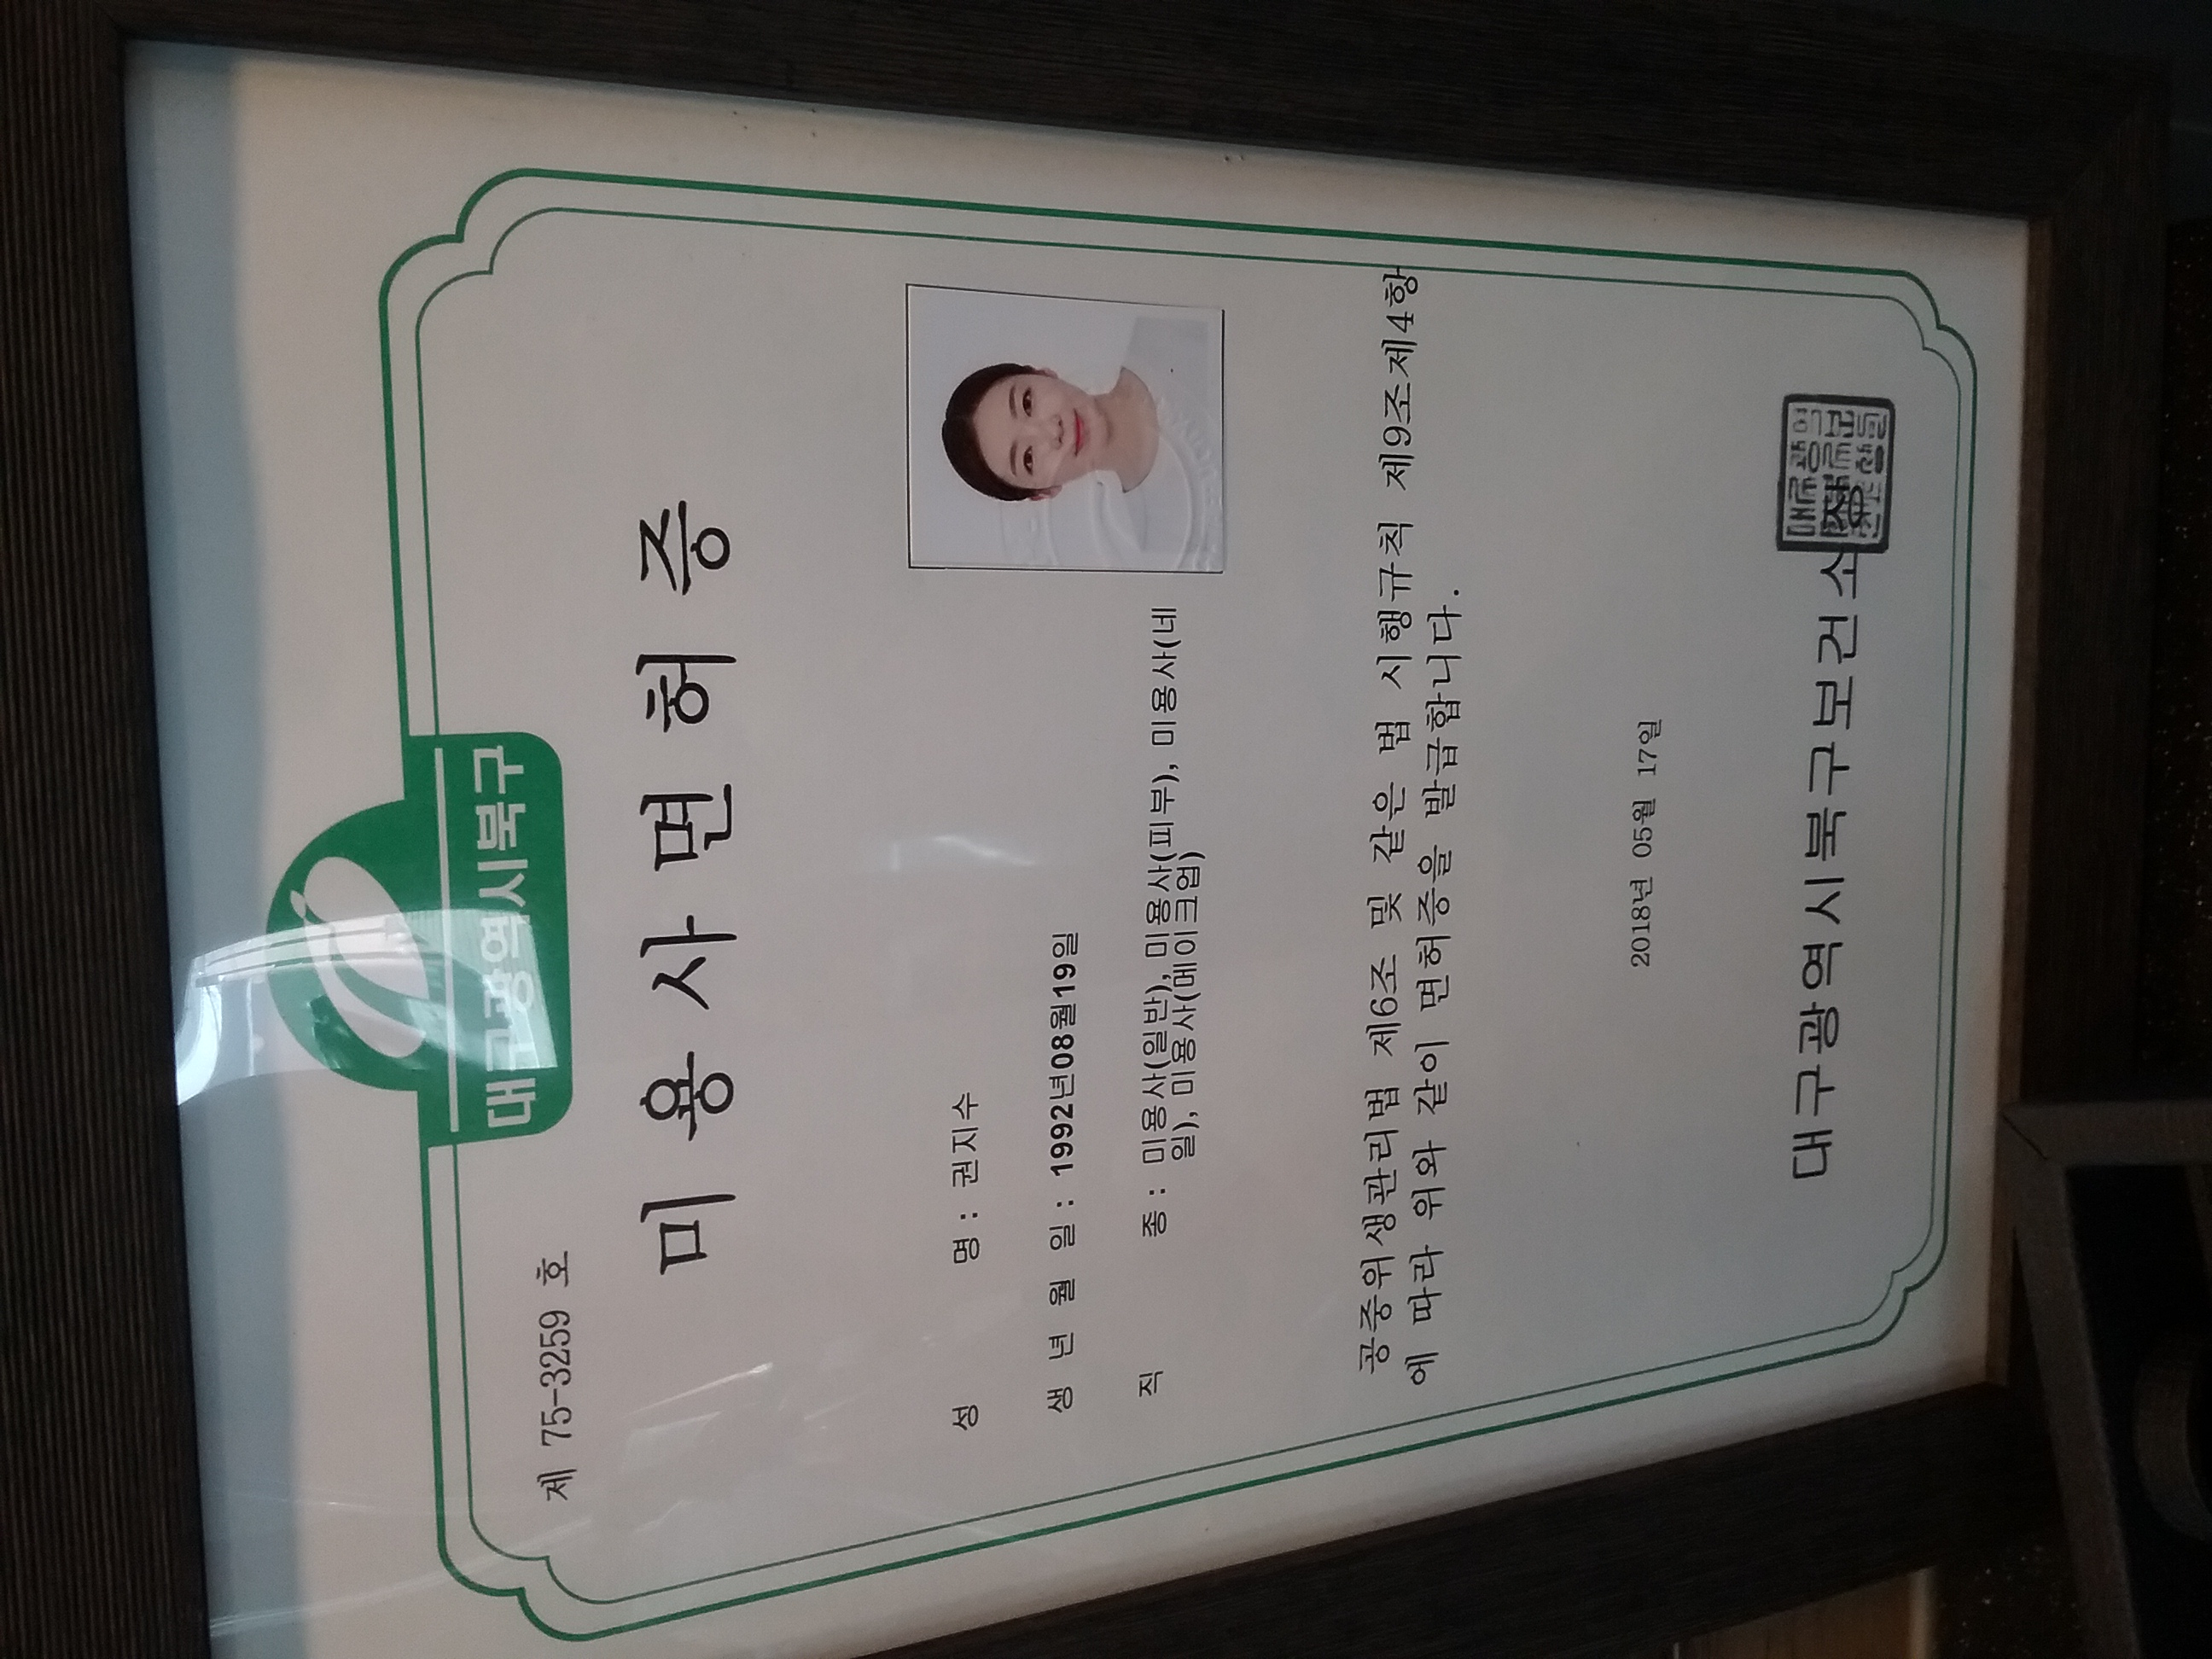 대구광역시북구
제 75-3259 호
미 용 사 면 허 증
성 명 : 권지수
생 년 월 일 : 1992년08월19일
직 종 : 미용사(일반), 미용사(피부), 미용사(네
일), 미용사(메이크업)
공중위생관리법 제6조 및 같은 법 시행규칙 제9조제4항
에 따라 위와 같이 면허증을 발급합니다.
2018년 05월 17일
대구광역시북구보건소장